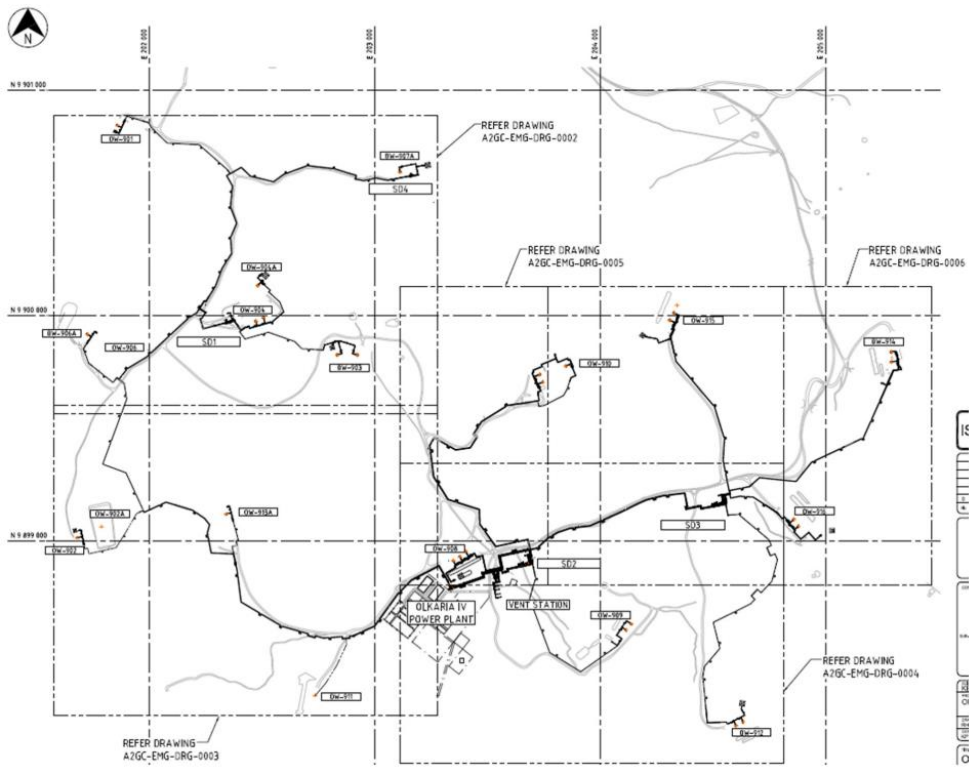 N
E 202 000
E 203 000
E 204 000
E 205 000
N 9 901 000
OW-901
REFER DRAWING
A2GC-EMG-DRG-0002
OW-907A
SD4
OW-904A
OW-904
SD1
OW-903
OW-906A
OW-906
N 9 900 000
REFER DRAWING
A2GC-EMG-DRG-0005
REFER DRAWING
A2GC-EMG-DRG-0006
OW-915
OW-910
OW-914
OW-902A
OW-902
OW-913A
N 9 899 000
SD3
OW-916
OW-908
SD2
OLKARIA IV
POWER PLANT
VENT STATION
OW-909
OW-911
REFER DRAWING
A2GC-EMG-DRG-0004
OW-912
REFER DRAWING
A2GC-EMG-DRG-0003